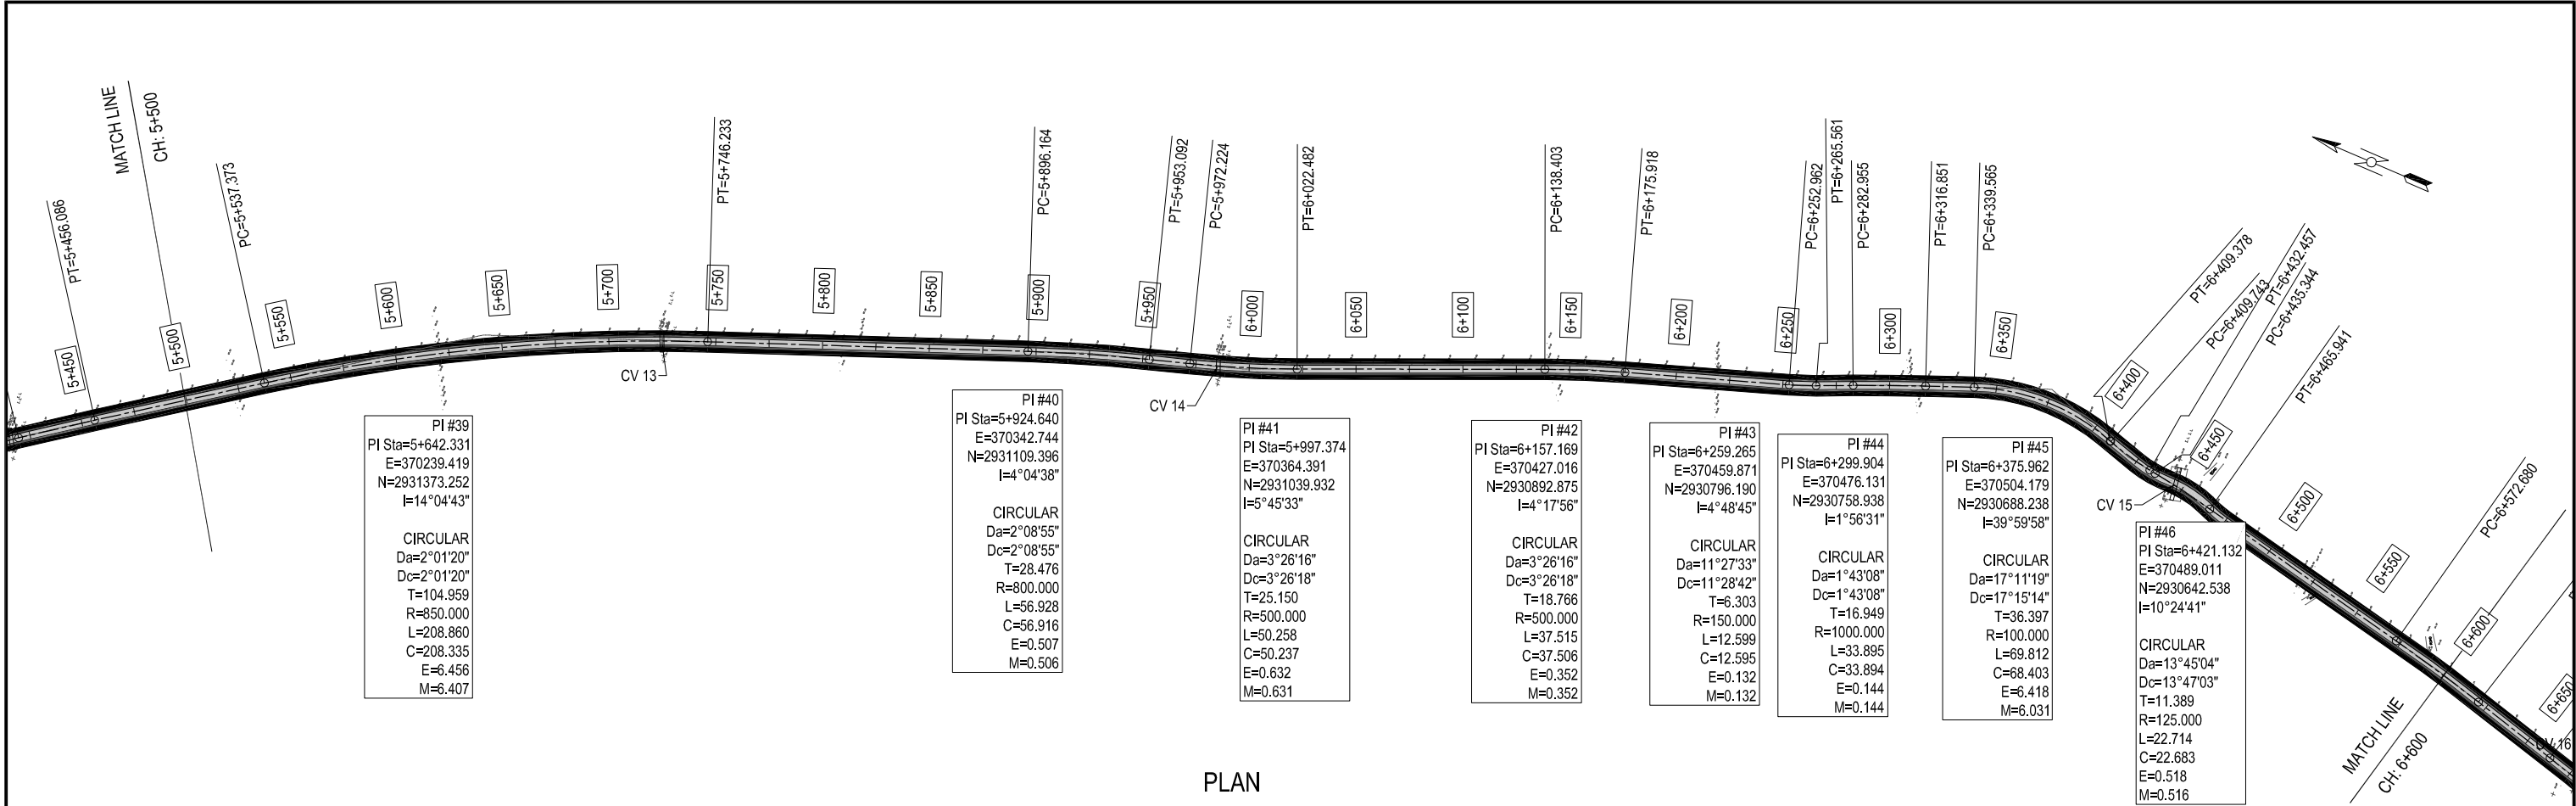 MATCH LINE
CH: 5+500
PT=5+456.086
PC=5+537.373
PT=5+746.233
PC=5+896.164
PT=5+953.092
PC=5+972.224
PT=6+022.482
PC=6+138.403
PT=6+175.918
PC=6+252.962
PT=6+265.561
PC=6+282.955
PT=6+316.851
PC=6+339.565
PT=6+409.378
PC=6+409.743
PT=6+432.457
PC=6+435.344
PT=6+465.941
PC=6+572.680
5+450
5+500
5+550
5+600
5+650
5+700
5+750
5+800
5+850
5+900
5+950
6+000
6+050
6+100
6+150
6+200
6+250
6+300
6+350
6+400
6+450
6+500
6+550
6+600
6+650
CV 13
CV 14
CV 15
CV 16
PI #39
PI Sta=5+642.331
E=370239.419
N=2931373.252
I=14°04'43"
CIRCULAR
Da=2°01'20"
Dc=2°01'20"
T=104.959
R=850.000
L=208.860
C=208.335
E=6.456
M=6.407
PI #40
PI Sta=5+924.640
E=370342.744
N=2931109.396
I=4°04'38"
CIRCULAR
Da=2°08'55"
Dc=2°08'55"
T=28.476
R=800.000
L=56.928
C=56.916
E=0.507
M=0.506
PI #41
PI Sta=5+997.374
E=370364.391
N=2931039.932
I=5°45'33"
CIRCULAR
Da=3°26'16"
Dc=3°26'18"
T=25.150
R=500.000
L=50.258
C=50.237
E=0.632
M=0.631
PI #42
PI Sta=6+157.169
E=370427.016
N=2930892.875
I=4°17'56"
CIRCULAR
Da=3°26'16"
Dc=3°26'18"
T=18.766
R=500.000
L=37.515
C=37.506
E=0.352
M=0.352
PI #43
PI Sta=6+259.265
E=370459.871
N=2930796.190
I=4°48'45"
CIRCULAR
Da=11°27'33"
Dc=11°28'42"
T=6.303
R=150.000
L=12.599
C=12.595
E=0.132
M=0.132
PI #44
PI Sta=6+299.904
E=370476.131
N=2930758.938
I=1°56'31"
CIRCULAR
Da=1°43'08"
Dc=1°43'08"
T=16.949
R=1000.000
L=33.895
C=33.894
E=0.144
M=0.144
PI #45
PI Sta=6+375.962
E=370504.179
N=2930688.238
I=39°59'58"
CIRCULAR
Da=17°11'19"
Dc=17°15'14"
T=36.397
R=100.000
L=69.812
C=68.403
E=6.418
M=6.031
PI #46
PI Sta=6+421.132
E=370489.011
N=2930642.538
I=10°24'41"
CIRCULAR
Da=13°45'04"
Dc=13°47'03"
T=11.389
R=125.000
L=22.714
C=22.683
E=0.518
M=0.516
MATCH LINE
CH: 6+600
PLAN